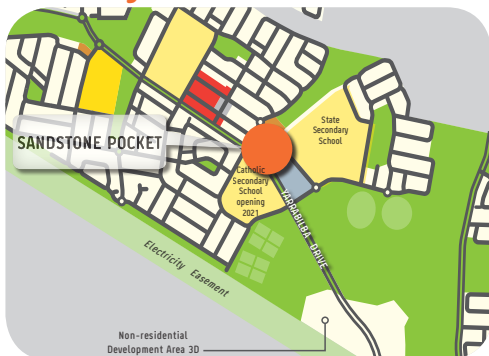 State
Secondary
School
SANDSTONE POCKET
Catholic
Secondary
School
opening
2021
YARRABILBA DRIVE
Electricity Easement
Non-residential
Development Area 3D